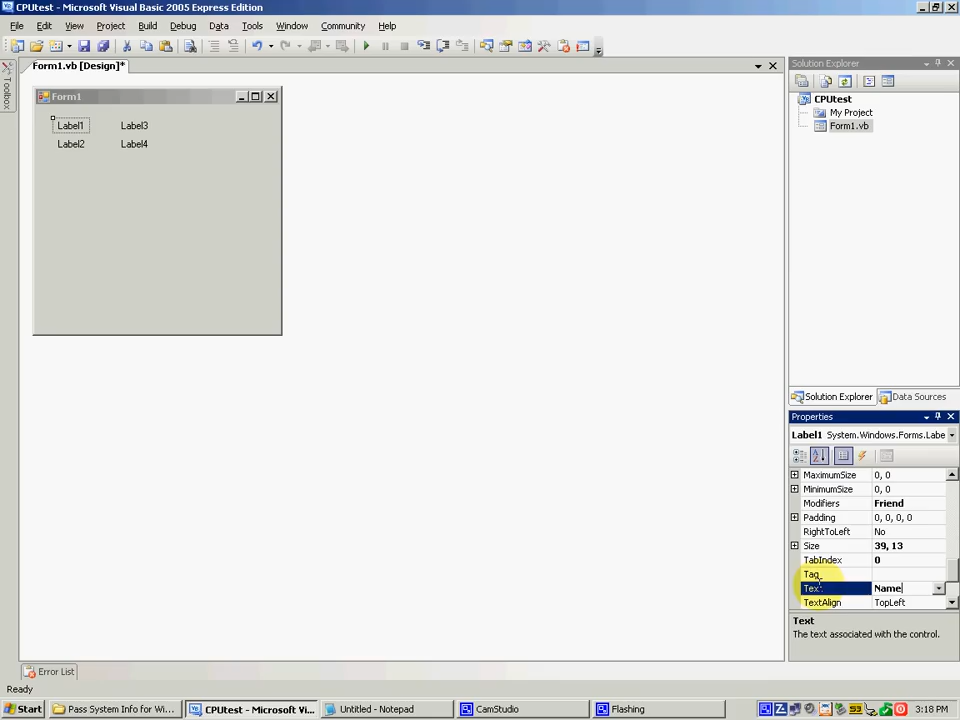 CPUtest - Microsoft Visual Basic 2005 Express Edition
File Edit View Project Build Debug Data Tools Window Community Help
Toolbox
Form1.vb [Design]*
Form1
Label1 Label3
Label2 Label4
Solution Explorer
CPUtest
My Project
Form1.vb
Solution Explorer Data Sources
Properties
Label1 System.Windows.Forms.Labe
MaximumSize 0, 0
MinimumSize 0, 0
Modifiers Friend
Padding 0, 0, 0, 0
RightToLeft No
Size 39, 13
TabIndex 0
Tag
Text Name
TextAlign TopLeft
Text
The text associated with the control.
Error List
Ready
Start Pass System Info for Wi... CPUtest - Microsoft Vi... Untitled - Notepad CamStudio Flashing 3:18 PM